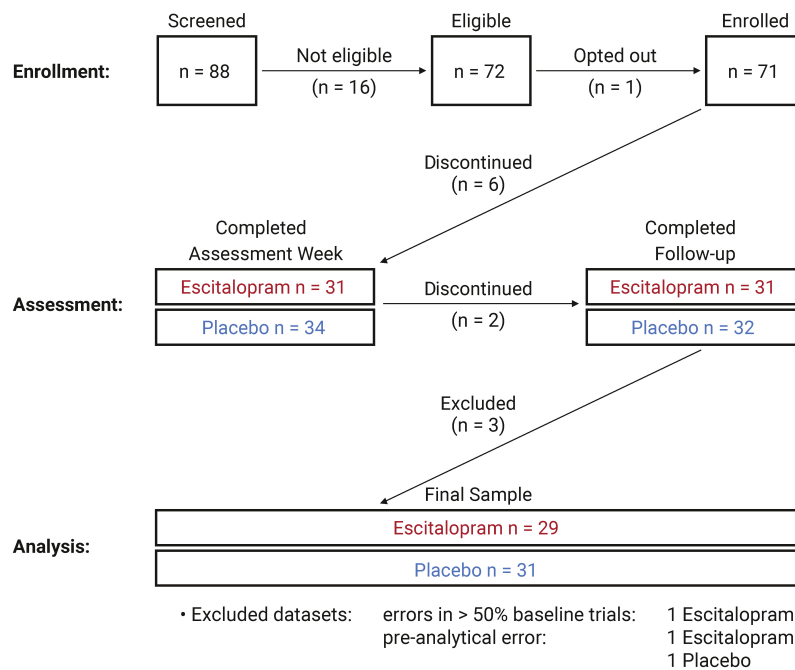 Screened
Eligible
Enrolled
Enrollment:
n = 88
Not eligible
(n = 16)
n = 72
Opted out
(n = 1)
n = 71
Discontinued
(n = 6)
Completed
Assessment Week
Completed
Follow-up
Assessment:
Escitalopram n = 31
Placebo n = 34
Discontinued
(n = 2)
Escitalopram n = 31
Placebo n = 32
Excluded
(n = 3)
Final Sample
Analysis:
Escitalopram n = 29
Placebo n = 31
• Excluded datasets: errors in > 50% baseline trials: 1 Escitalopram
pre-analytical error: 1 Escitalopram
1 Placebo